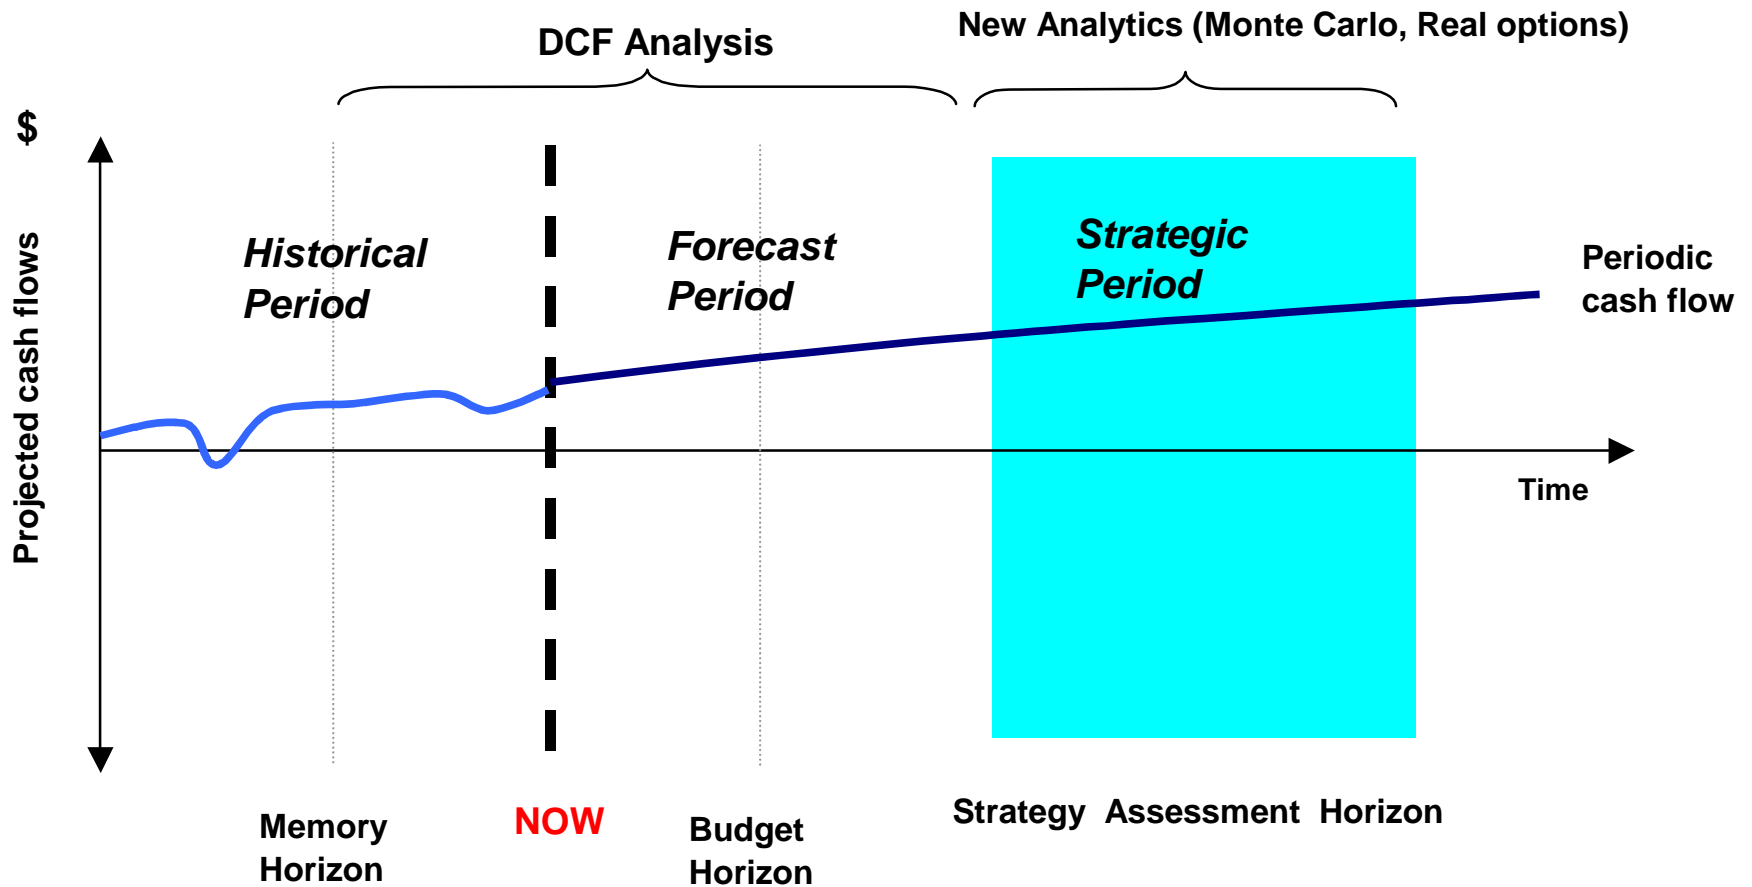 New Analytics (Monte Carlo, Real options)
DCF Analysis
$
Projected cash flows
Historical
Period
Forecast
Period
Strategic
Period
Periodic
cash flow
Time
Memory
Horizon
NOW
Budget
Horizon
Strategy Assessment Horizon